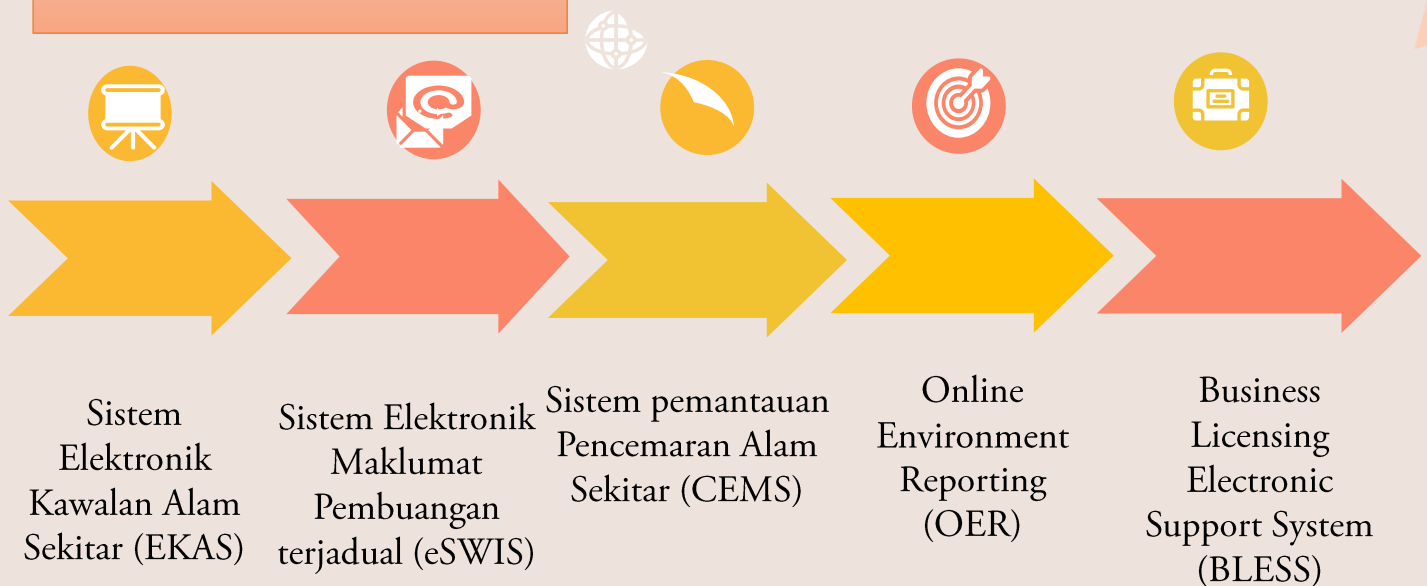 Sistem
Elektronik
Kawalan Alam
Sekitar (EKAS)
Sistem Elektronik
Maklumat
Pembuangan
terjadual (eSWIS)
Sistem pemantauan
Pencemaran Alam
Sekitar (CEMS)
Online
Environment
Reporting
(OER)
Business
Licensing
Electronic
Support System
(BLESS)